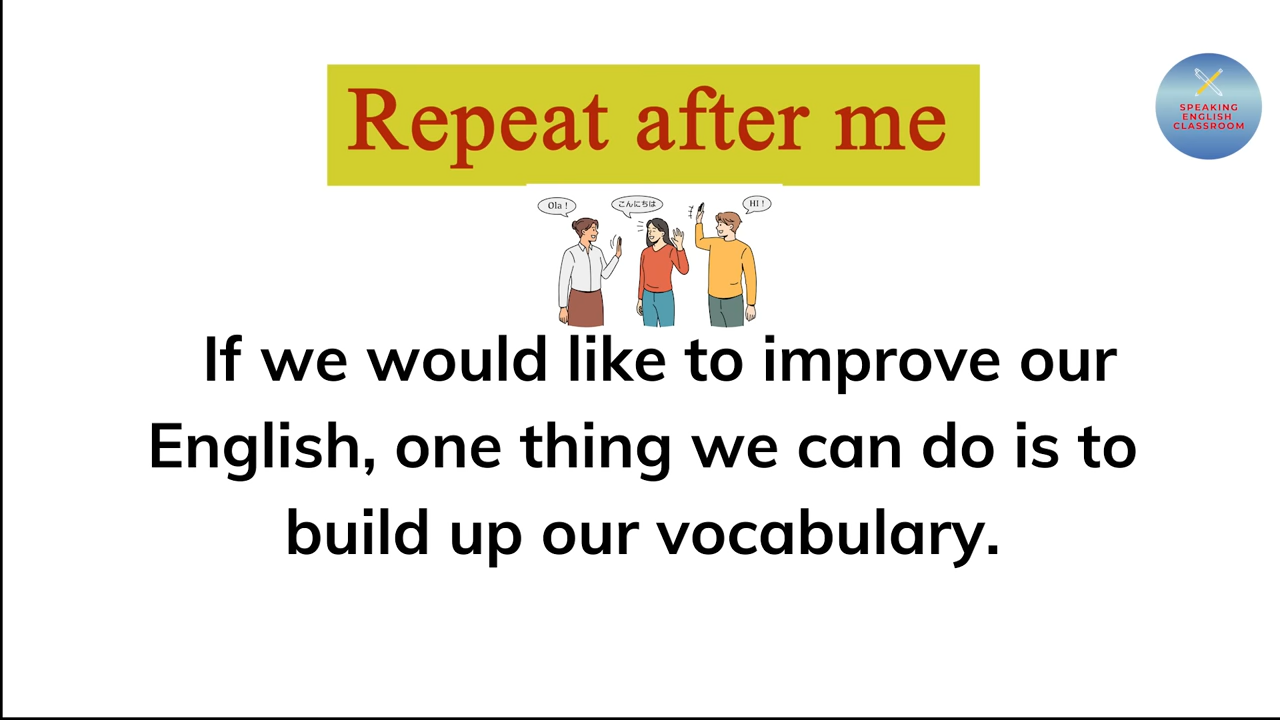 Repeat after me
SPEAKING
ENGLISH
CLASSROOM
Ola !
こんにちは
HI !
If we would like to improve our
English, one thing we can do is to
build up our vocabulary.